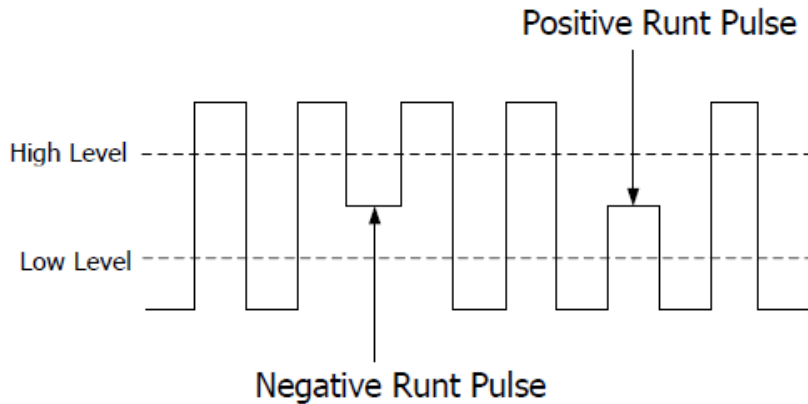 Positive Runt Pulse
High Level
Low Level
Negative Runt Pulse